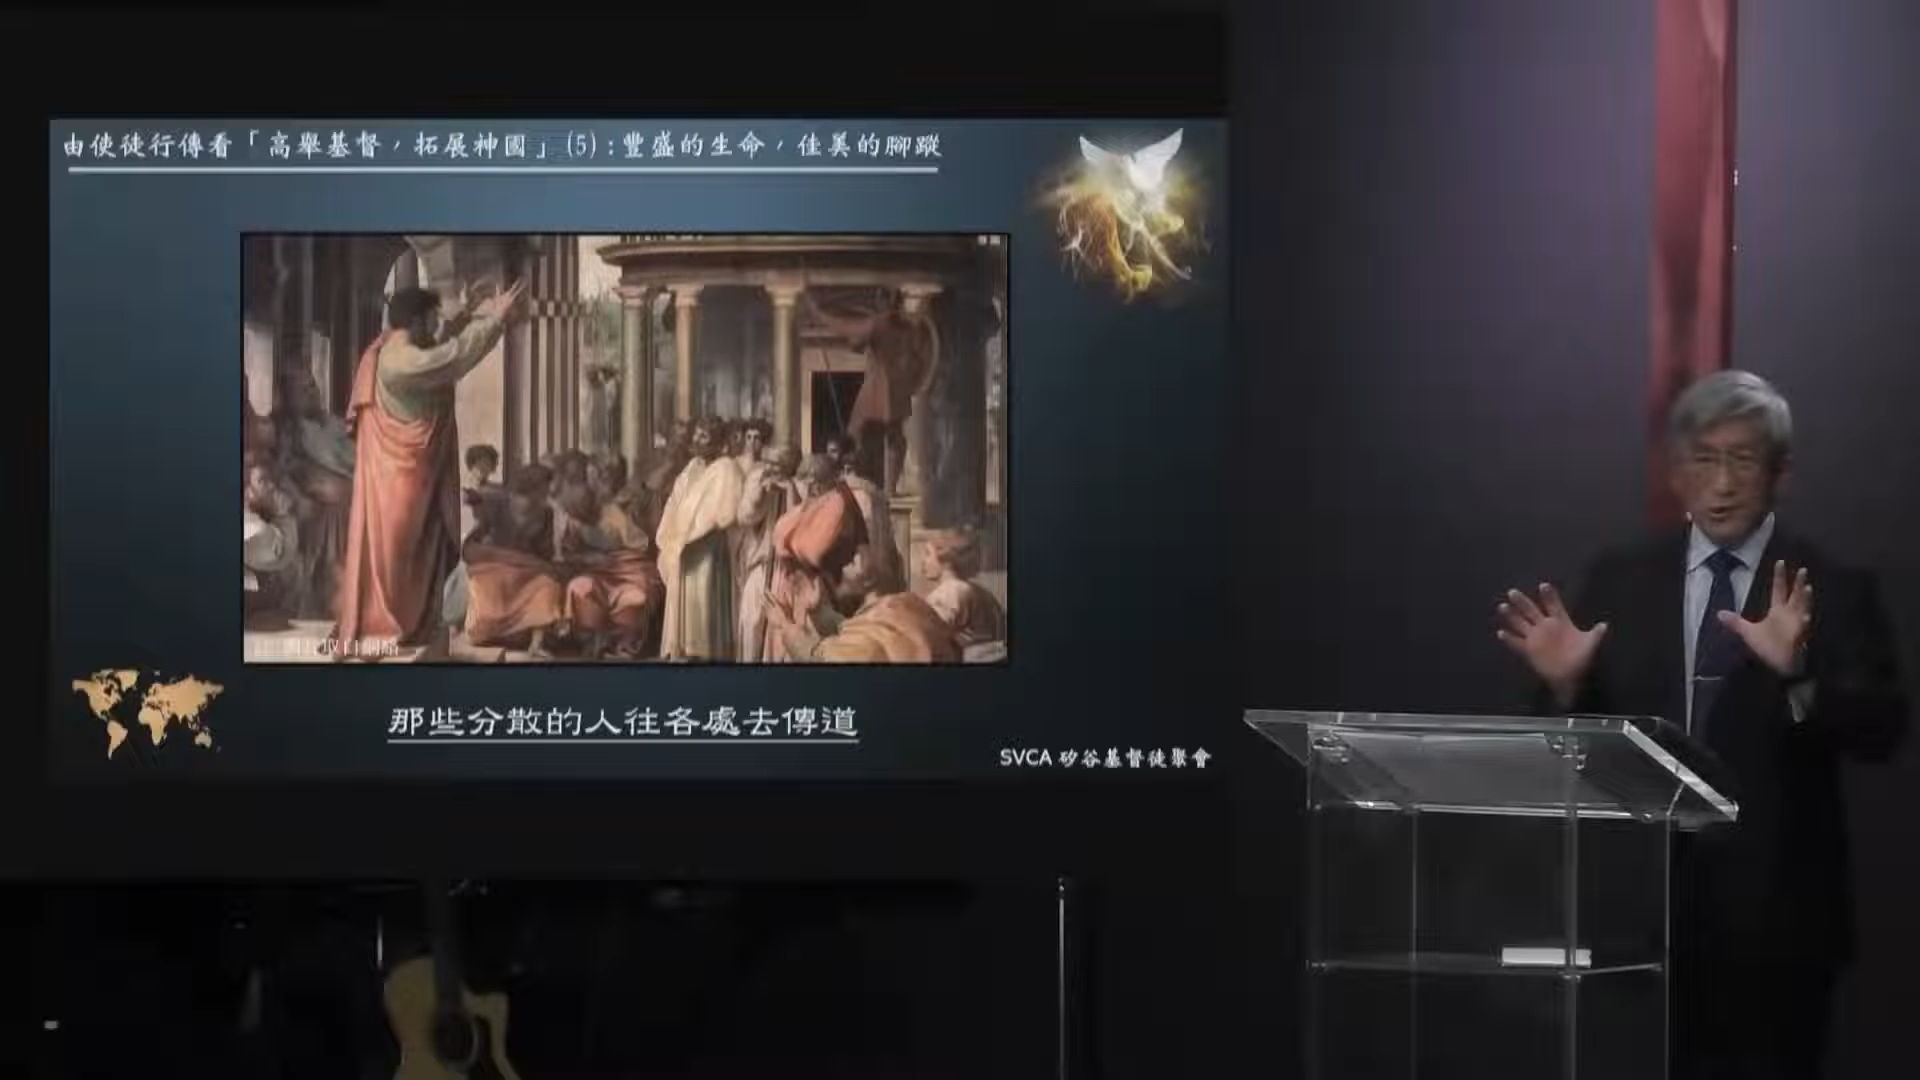 由使徒行傳看「高舉基督，拓展神國」(5):豐盛的生命，佳美的腳蹤
那些分散的人往各處去傳道
SVCA 矽谷基督徒聚會